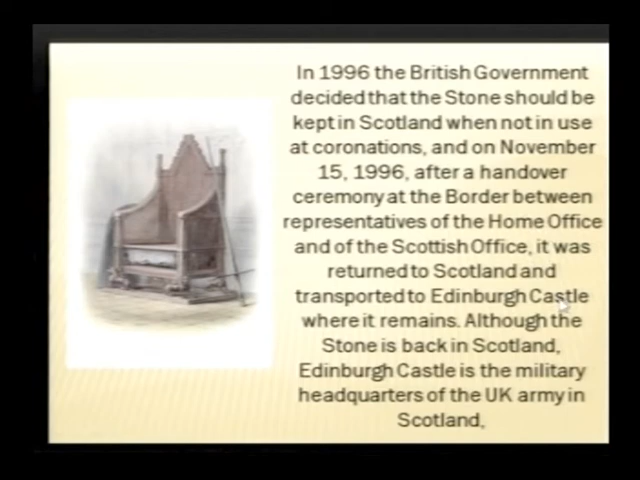 In 1996 the British Government
decided that the Stone should be
kept in Scotland when not in use
at coronations, and on November
15, 1996, after a handover
ceremony at the Border between
representatives of the Home Office
and of the Scottish Office, it was
returned to Scotland and
transported to Edinburgh Castle
where it remains. Although the
Stone is back in Scotland,
Edinburgh Castle is the military
headquarters of the UK army in
Scotland,